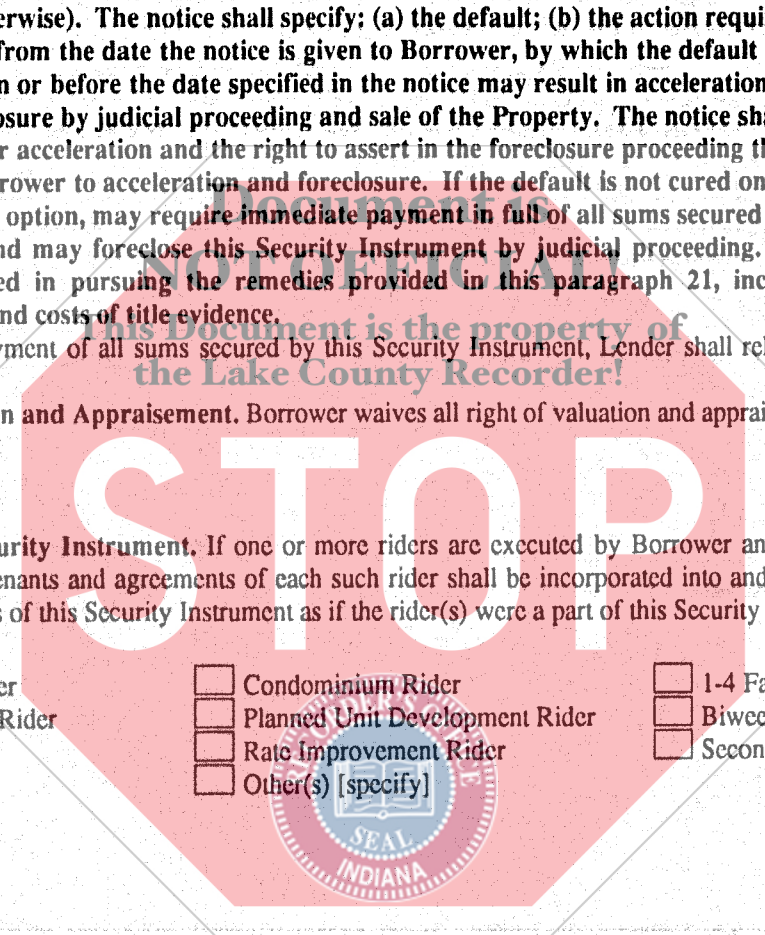 erwise). The notice shall specify: (a) the default; (b) the action requi
from the date the notice is given to Borrower, by which the default
n or before the date specified in the notice may result in acceleration
osure by judicial proceeding and sale of the Property. The notice sha
r acceleration and the right to assert in the foreclosure proceeding th
rower to acceleration and foreclosure. If the default is not cured on
Document is
option, may require immediate payment in full of all sums secured
nd may foreclose this Security Instrument by judicial proceeding.
NOT OFFICIAL!
ed in pursuing the remedies provided in this paragraph 21, inc
nd costs of title evidence.
This Document is the property of
yment of all sums secured by this Security Instrument, Lender shall rel
the Lake County Recorder!
n and Appraisement. Borrower waives all right of valuation and apprai
STOP
urity Instrument. If one or more riders are executed by Borrower an
enants and agreements of each such rider shall be incorporated into and
s of this Security Instrument as if the rider(s) were a part of this Security
er
Condominium Rider
1-4 Fa
Rider
Planned Unit Development Rider
Biwee
Rate Improvement Rider
Secon
Other(s) [specify]
RECORDER'S OFFICE
SEAL
INDIANA